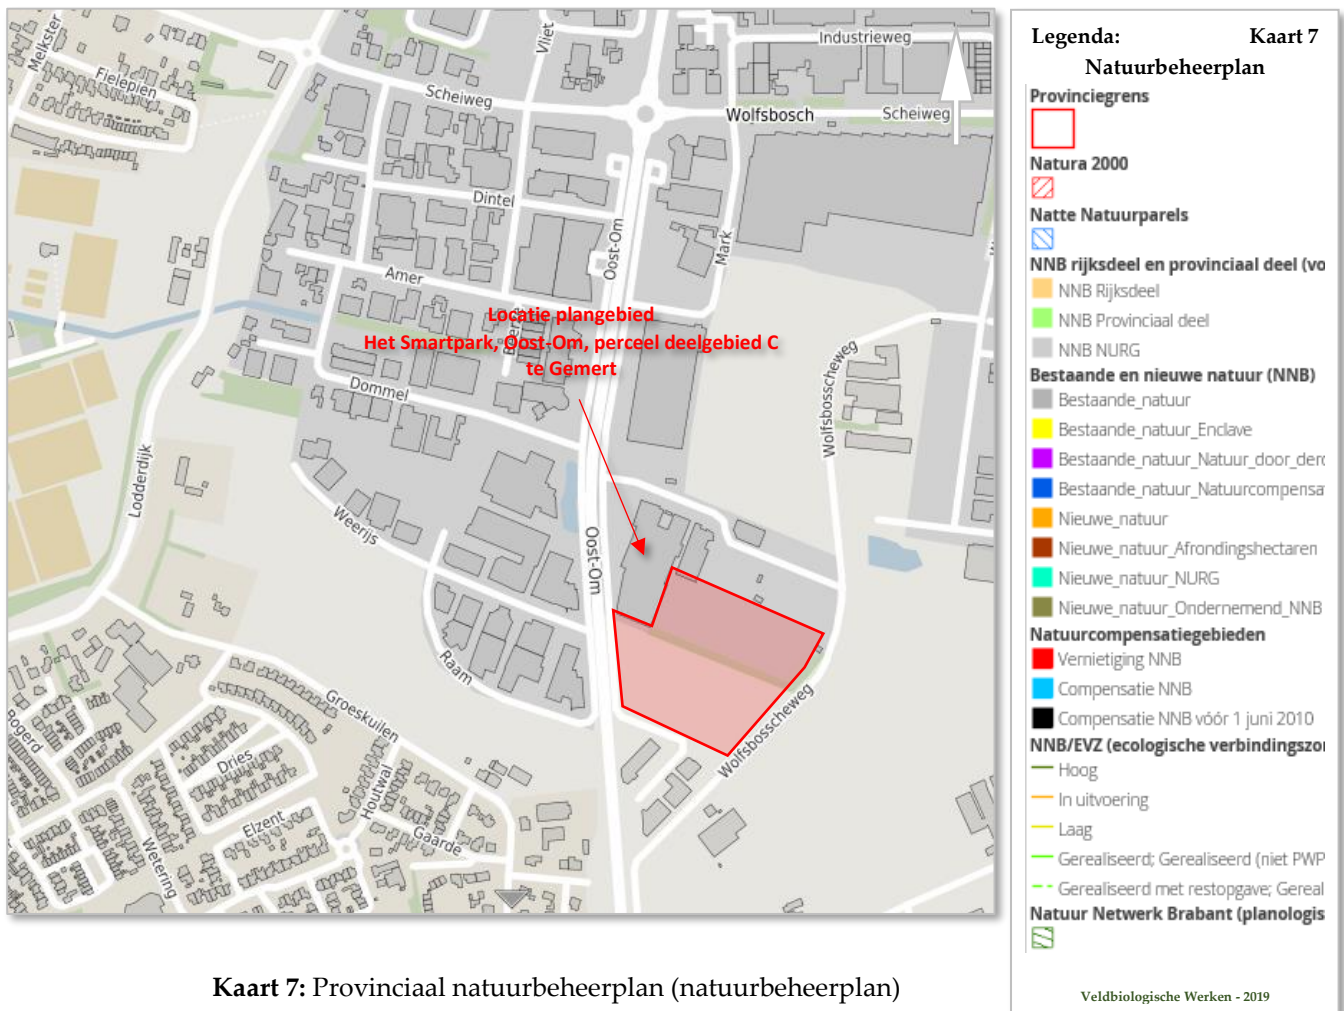 Melkster
Fielepien
Vliet
Scheiweg
Industrieweg
Wolfsbosch
Scheiweg
Dintel
Oost-Om
Mark
Amer
Locatie plangebied
Het Smartpark, Oost-Om, perceel deelgebied C
te Gemert
Dommel
Wolfsbosscheweg
Lodderdijk
Weerijs
Oost-Om
Raam
Groeskuilen
Wolfsbosscheweg
Bogerd
Dries
Houtwal
Elzent
Gaarde
Wetering
Legenda: Kaart 7
Natuurbeheerplan
Provinciegrens
Natura 2000
Natte Natuurparels
NNB rijksdeel en provinciaal deel (vo
NNB Rijksdeel
NNB Provinciaal deel
NNB NURG
Bestaande en nieuwe natuur (NNB)
Bestaande_natuur
Bestaande_natuur_Enclave
Bestaande_natuur_Natuur_door_derd
Bestaande_natuur_Natuurcompensa
Nieuwe_natuur
Nieuwe_natuur_Afrondingshectaren
Nieuwe_natuur_NURG
Nieuwe_natuur_Ondernemend_NNB
Natuurcompensatiegebieden
Vernietiging NNB
Compensatie NNB
Compensatie NNB vóór 1 juni 2010
NNB/EVZ (ecologische verbindingszon
Hoog
In uitvoering
Laag
Gerealiseerd; Gerealiseerd (niet PWP
Gerealiseerd met restopgave; Gereal
Natuur Netwerk Brabant (planologis
Veldbiologische Werken - 2019
Kaart 7: Provinciaal natuurbeheerplan (natuurbeheerplan)